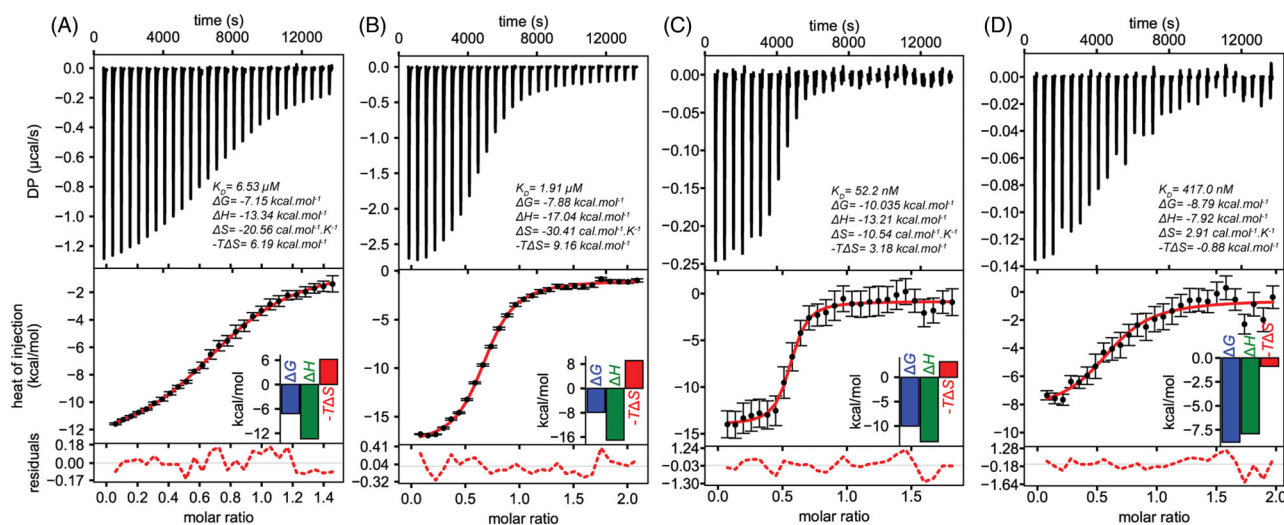 (A)
time (s)
0 4000 8000 12000
DP (µcal/s)
0.0
−0.2
−0.4
−0.6
−0.8
−1.0
−1.2
K_D= 6.53 µM
ΔG= -7.15 kcal.mol⁻¹
ΔH= -13.34 kcal.mol⁻¹
ΔS= -20.56 cal.mol⁻¹.K⁻¹
-TΔS= 6.19 kcal.mol⁻¹
heat of injection
(kcal/mol)
−2
−4
−6
−8
−10
−12
kcal/mol
6
0
−6
−12
ΔG
ΔH
-TΔS
residuals
0.18
0.00
−0.17
0.0 0.2 0.4 0.6 0.8 1.0 1.2 1.4
molar ratio
(B)
time (s)
0 4000 8000 12000
0.0
−0.5
−1.0
−1.5
−2.0
−2.5
K_D= 1.91 µM
ΔG= -7.88 kcal.mol⁻¹
ΔH= -17.04 kcal.mol⁻¹
ΔS= -30.41 cal.mol⁻¹.K⁻¹
-TΔS= 9.16 kcal.mol⁻¹
0
−5
−10
−15
kcal/mol
8
0
−8
−16
ΔG
ΔH
-TΔS
0.41
0.04
−0.32
0.0 0.5 1.0 1.5 2.0
molar ratio
(C)
time (s)
0 4000 8000 12000
0.00
−0.05
−0.10
−0.15
−0.20
−0.25
K_D= 52.2 nM
ΔG= -10.035 kcal.mol⁻¹
ΔH= -13.21 kcal.mol⁻¹
ΔS= -10.54 cal.mol⁻¹.K⁻¹
-TΔS= 3.18 kcal.mol⁻¹
0
−5
−10
−15
kcal/mol
0
−5
−10
ΔG
ΔH
-TΔS
1.24
−0.03
−1.30
0.0 0.5 1.0 1.5
molar ratio
(D)
time (s)
0 4000 8000 12000
0.00
−0.02
−0.04
−0.06
−0.08
−0.10
−0.12
−0.14
K_D= 417.0 nM
ΔG= -8.79 kcal.mol⁻¹
ΔH= -7.92 kcal.mol⁻¹
ΔS= 2.91 cal.mol⁻¹.K⁻¹
-TΔS= -0.88 kcal.mol⁻¹
0
−2
−4
−6
−8
kcal/mol
0.0
−1.5
−3.0
−4.5
−6.0
−7.5
ΔG
ΔH
-TΔS
1.28
−0.18
−1.64
0.0 0.5 1.0 1.5 2.0
molar ratio